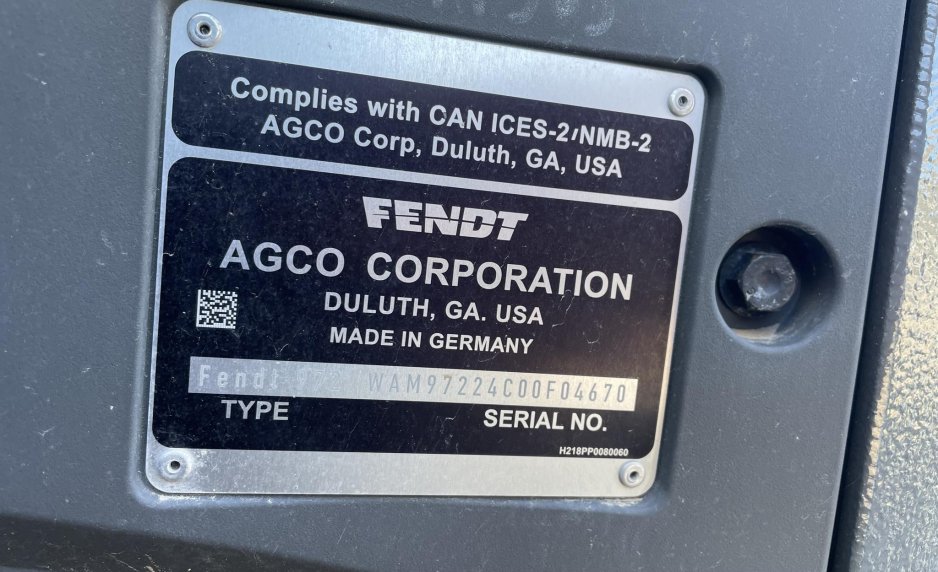 Complies with CAN ICES-2/NMB-2
AGCO Corp, Duluth, GA, USA
FENDT
AGCO CORPORATION
DULUTH, GA. USA
MADE IN GERMANY
Fendt 972 WAM97224C00F04670
TYPE SERIAL NO.
H218PP0080060